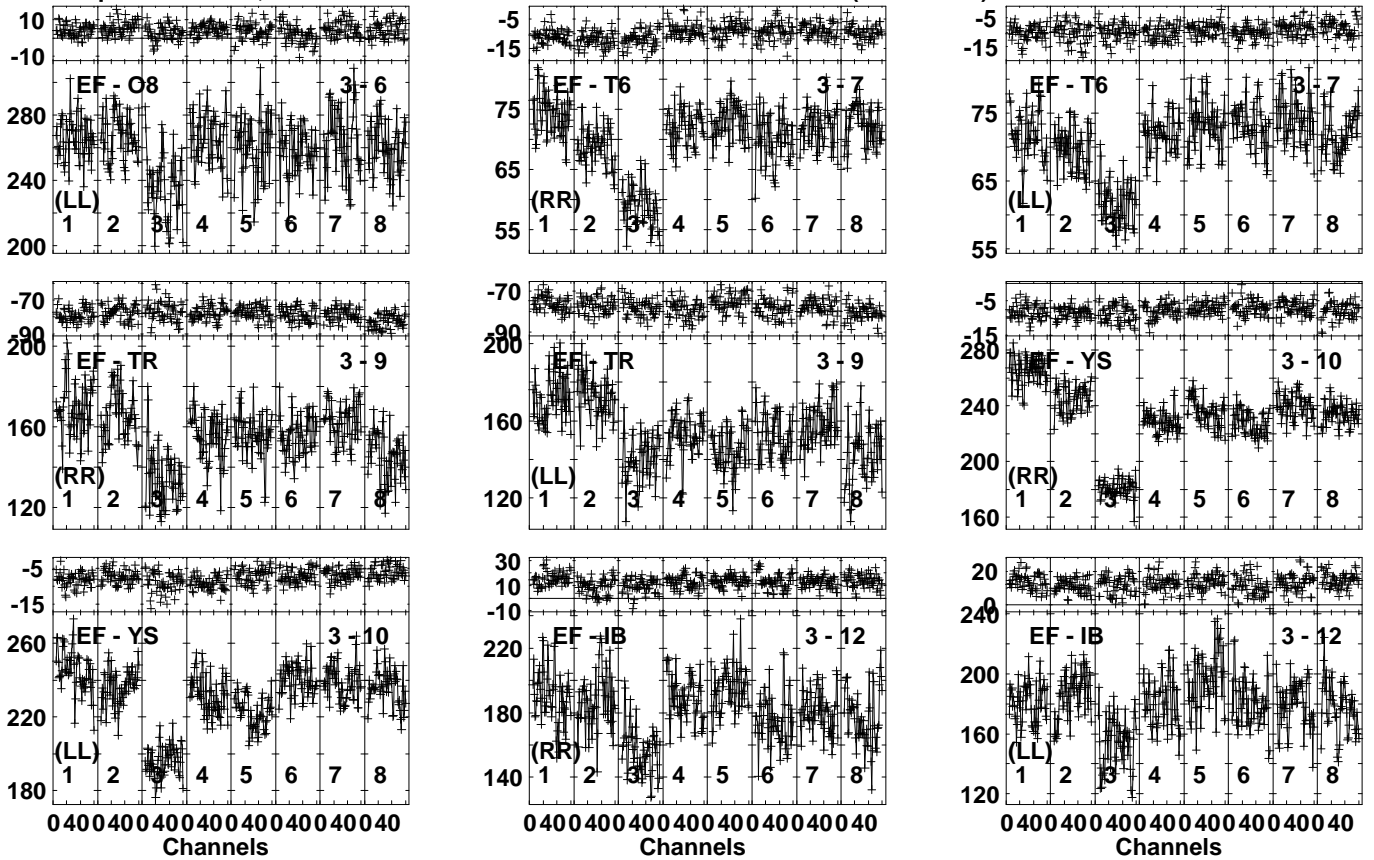 10
-10
EF - O8 3 - 6
280
240
200
(LL)
1 2 3 4 5 6 7 8
-5
-15
EF - T6 3 - 7
75
65
55
(RR)
1 2 3 4 5 6 7 8
-5
-15
EF - T6 3 - 7
75
65
55
(LL)
1 2 3 4 5 6 7 8
-70
-90
200
EF - TR 3 - 9
160
120
(RR)
1 2 3 4 5 6 7 8
-70
-90
200
EF - TR 3 - 9
160
120
(LL)
1 2 3 4 5 6 7 8
-5
-15
280
EF - YS 3 - 10
240
200
160
(RR)
1 2 3 4 5 6 7 8
-5
-15
EF - YS 3 - 10
260
220
180
(LL)
1 2 3 4 5 6 7 8
0 40 0 40 0 40 0 40 0 40 0 40 0 40 0 40
Channels
30
10
-10
EF - IB 3 - 12
220
180
140
(RR)
1 2 3 4 5 6 7 8
0 40 0 40 0 40 0 40 0 40 0 40 0 40 0 40
Channels
20
0
240
EF - IB 3 - 12
200
160
120
(LL)
1 2 3 4 5 6 7 8
0 40 0 40 0 40 0 40 0 40 0 40 0 40 0 40
Channels